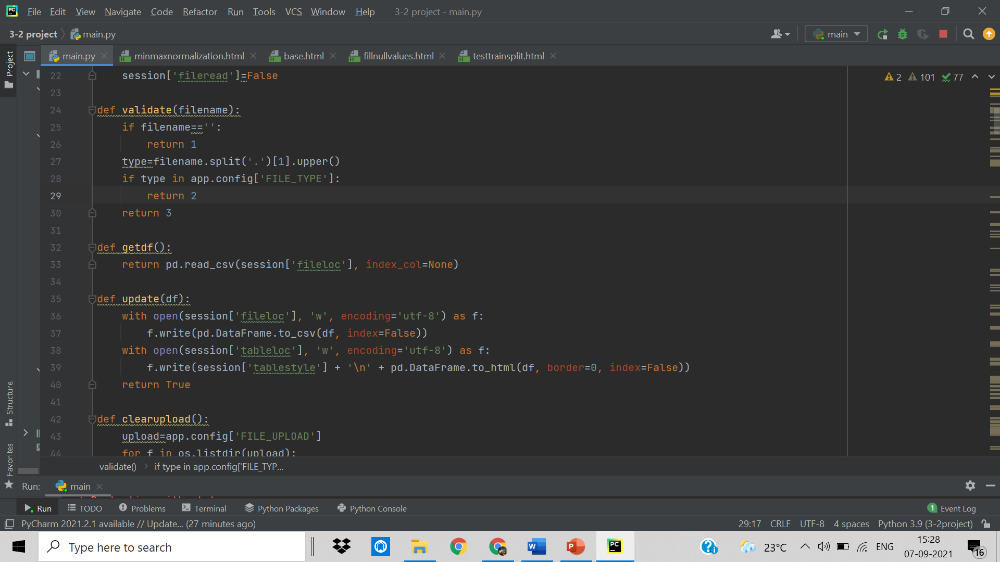 File Edit View Navigate Code Refactor Run Tools VCS Window Help 3-2 project - main.py
3-2 project main.py main
Project
main.py minmaxnormalization.html base.html fillnullvalues.html testtrainsplit.html
2 101 77
22 session['fileread']=False
23
24 def validate(filename):
25 if filename=='':
26 return 1
27 type=filename.split('.')[1].upper()
28 if type in app.config['FILE_TYPE']:
29 return 2
30 return 3
31
32 def getdf():
33 return pd.read_csv(session['fileloc'], index_col=None)
34
35 def update(df):
36 with open(session['fileloc'], 'w', encoding='utf-8') as f:
37 f.write(pd.DataFrame.to_csv(df, index=False))
38 with open(session['tableloc'], 'w', encoding='utf-8') as f:
39 f.write(session['tablestyle'] + '\n' + pd.DataFrame.to_html(df, border=0, index=False))
40 return True
41
42 def clearupload():
43 upload=app.config['FILE_UPLOAD']
44 for f in os.listdir(upload):
Structure
Favorites
validate() if type in app.config['FILE_TYP...
Run: main
Run TODO Problems Terminal Python Packages Python Console 1 Event Log
PyCharm 2021.2.1 available // Update... (27 minutes ago) 29:17 CRLF UTF-8 4 spaces Python 3.9 (3-2project)
Type here to search 23°C ENG 15:28
07-09-2021 16